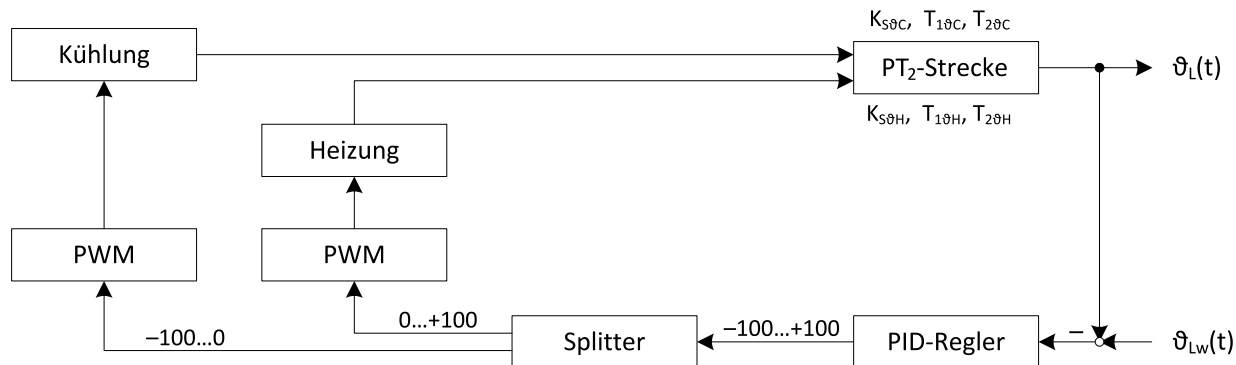 K_SϑC, T_1ϑC, T_2ϑC
Kühlung
PT₂-Strecke
ϑ_L(t)
K_SϑH, T_1ϑH, T_2ϑH
Heizung
PWM
PWM
0...+100
–100...+100
–
–100...0
Splitter
PID-Regler
ϑ_Lw(t)